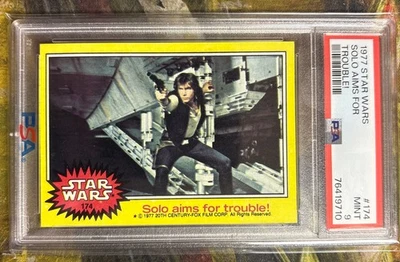 STAR
WARS
174
Solo aims for trouble!
★ © 1977 20TH CENTURY-FOX FILM CORP. All Rights Reserved.
PSA
1977 STAR WARS
SOLO AIMS FOR
TROUBLE!
PSA
#174
MINT
9
76419710